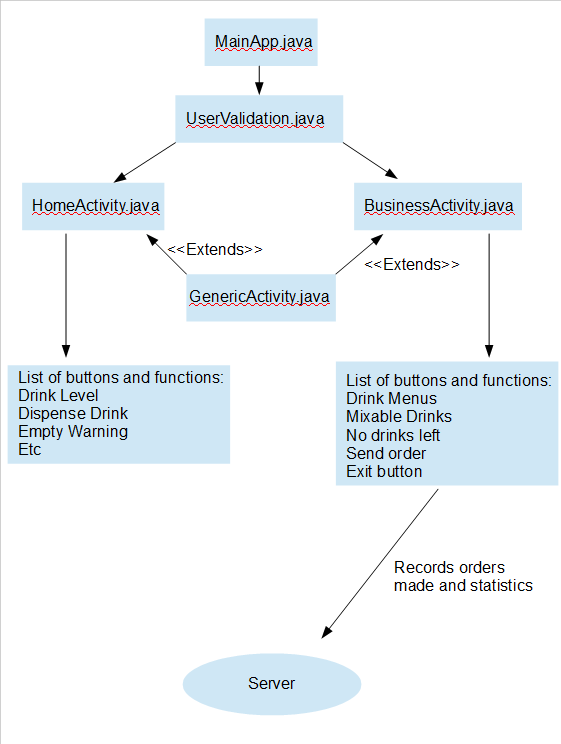 MainApp.java
UserValidation.java
HomeActivity.java
BusinessActivity.java
<<Extends>>
<<Extends>>
GenericActivity.java
List of buttons and functions:
Drink Level
Dispense Drink
Empty Warning
Etc
List of buttons and functions:
Drink Menus
Mixable Drinks
No drinks left
Send order
Exit button
Records orders
made and statistics
Server